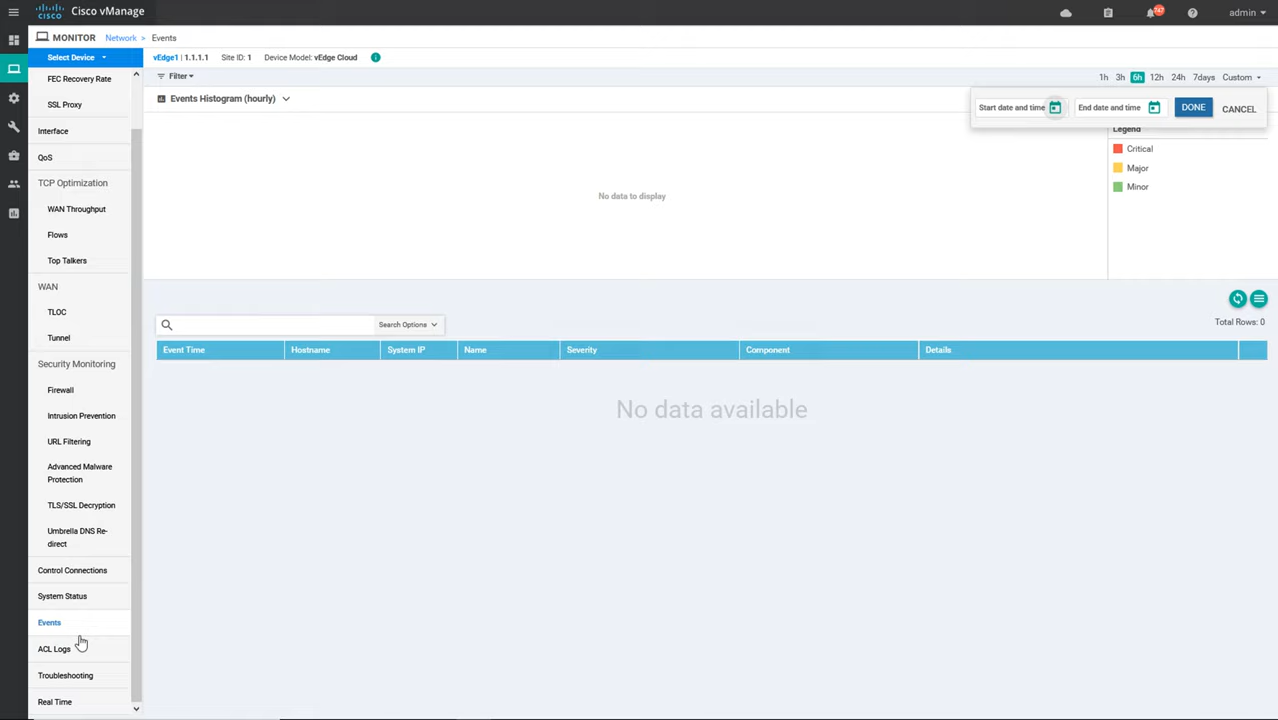 Cisco vManage
747
admin
MONITOR Network > Events
Select Device
vEdge1 | 1.1.1.1 Site ID: 1 Device Model: vEdge Cloud
Filter
1h 3h 6h 12h 24h 7days Custom
Start date and time End date and time DONE CANCEL
Events Histogram (hourly)
Legend
Critical
Major
Minor
No data to display
FEC Recovery Rate
SSL Proxy
Interface
QoS
TCP Optimization
WAN Throughput
Flows
Top Talkers
WAN
TLOC
Tunnel
Security Monitoring
Firewall
Intrusion Prevention
URL Filtering
Advanced Malware
Protection
TLS/SSL Decryption
Umbrella DNS Re-
direct
Control Connections
System Status
Events
ACL Logs
Troubleshooting
Real Time
Search Options
Total Rows: 0
Event Time Hostname System IP Name Severity Component Details
No data available